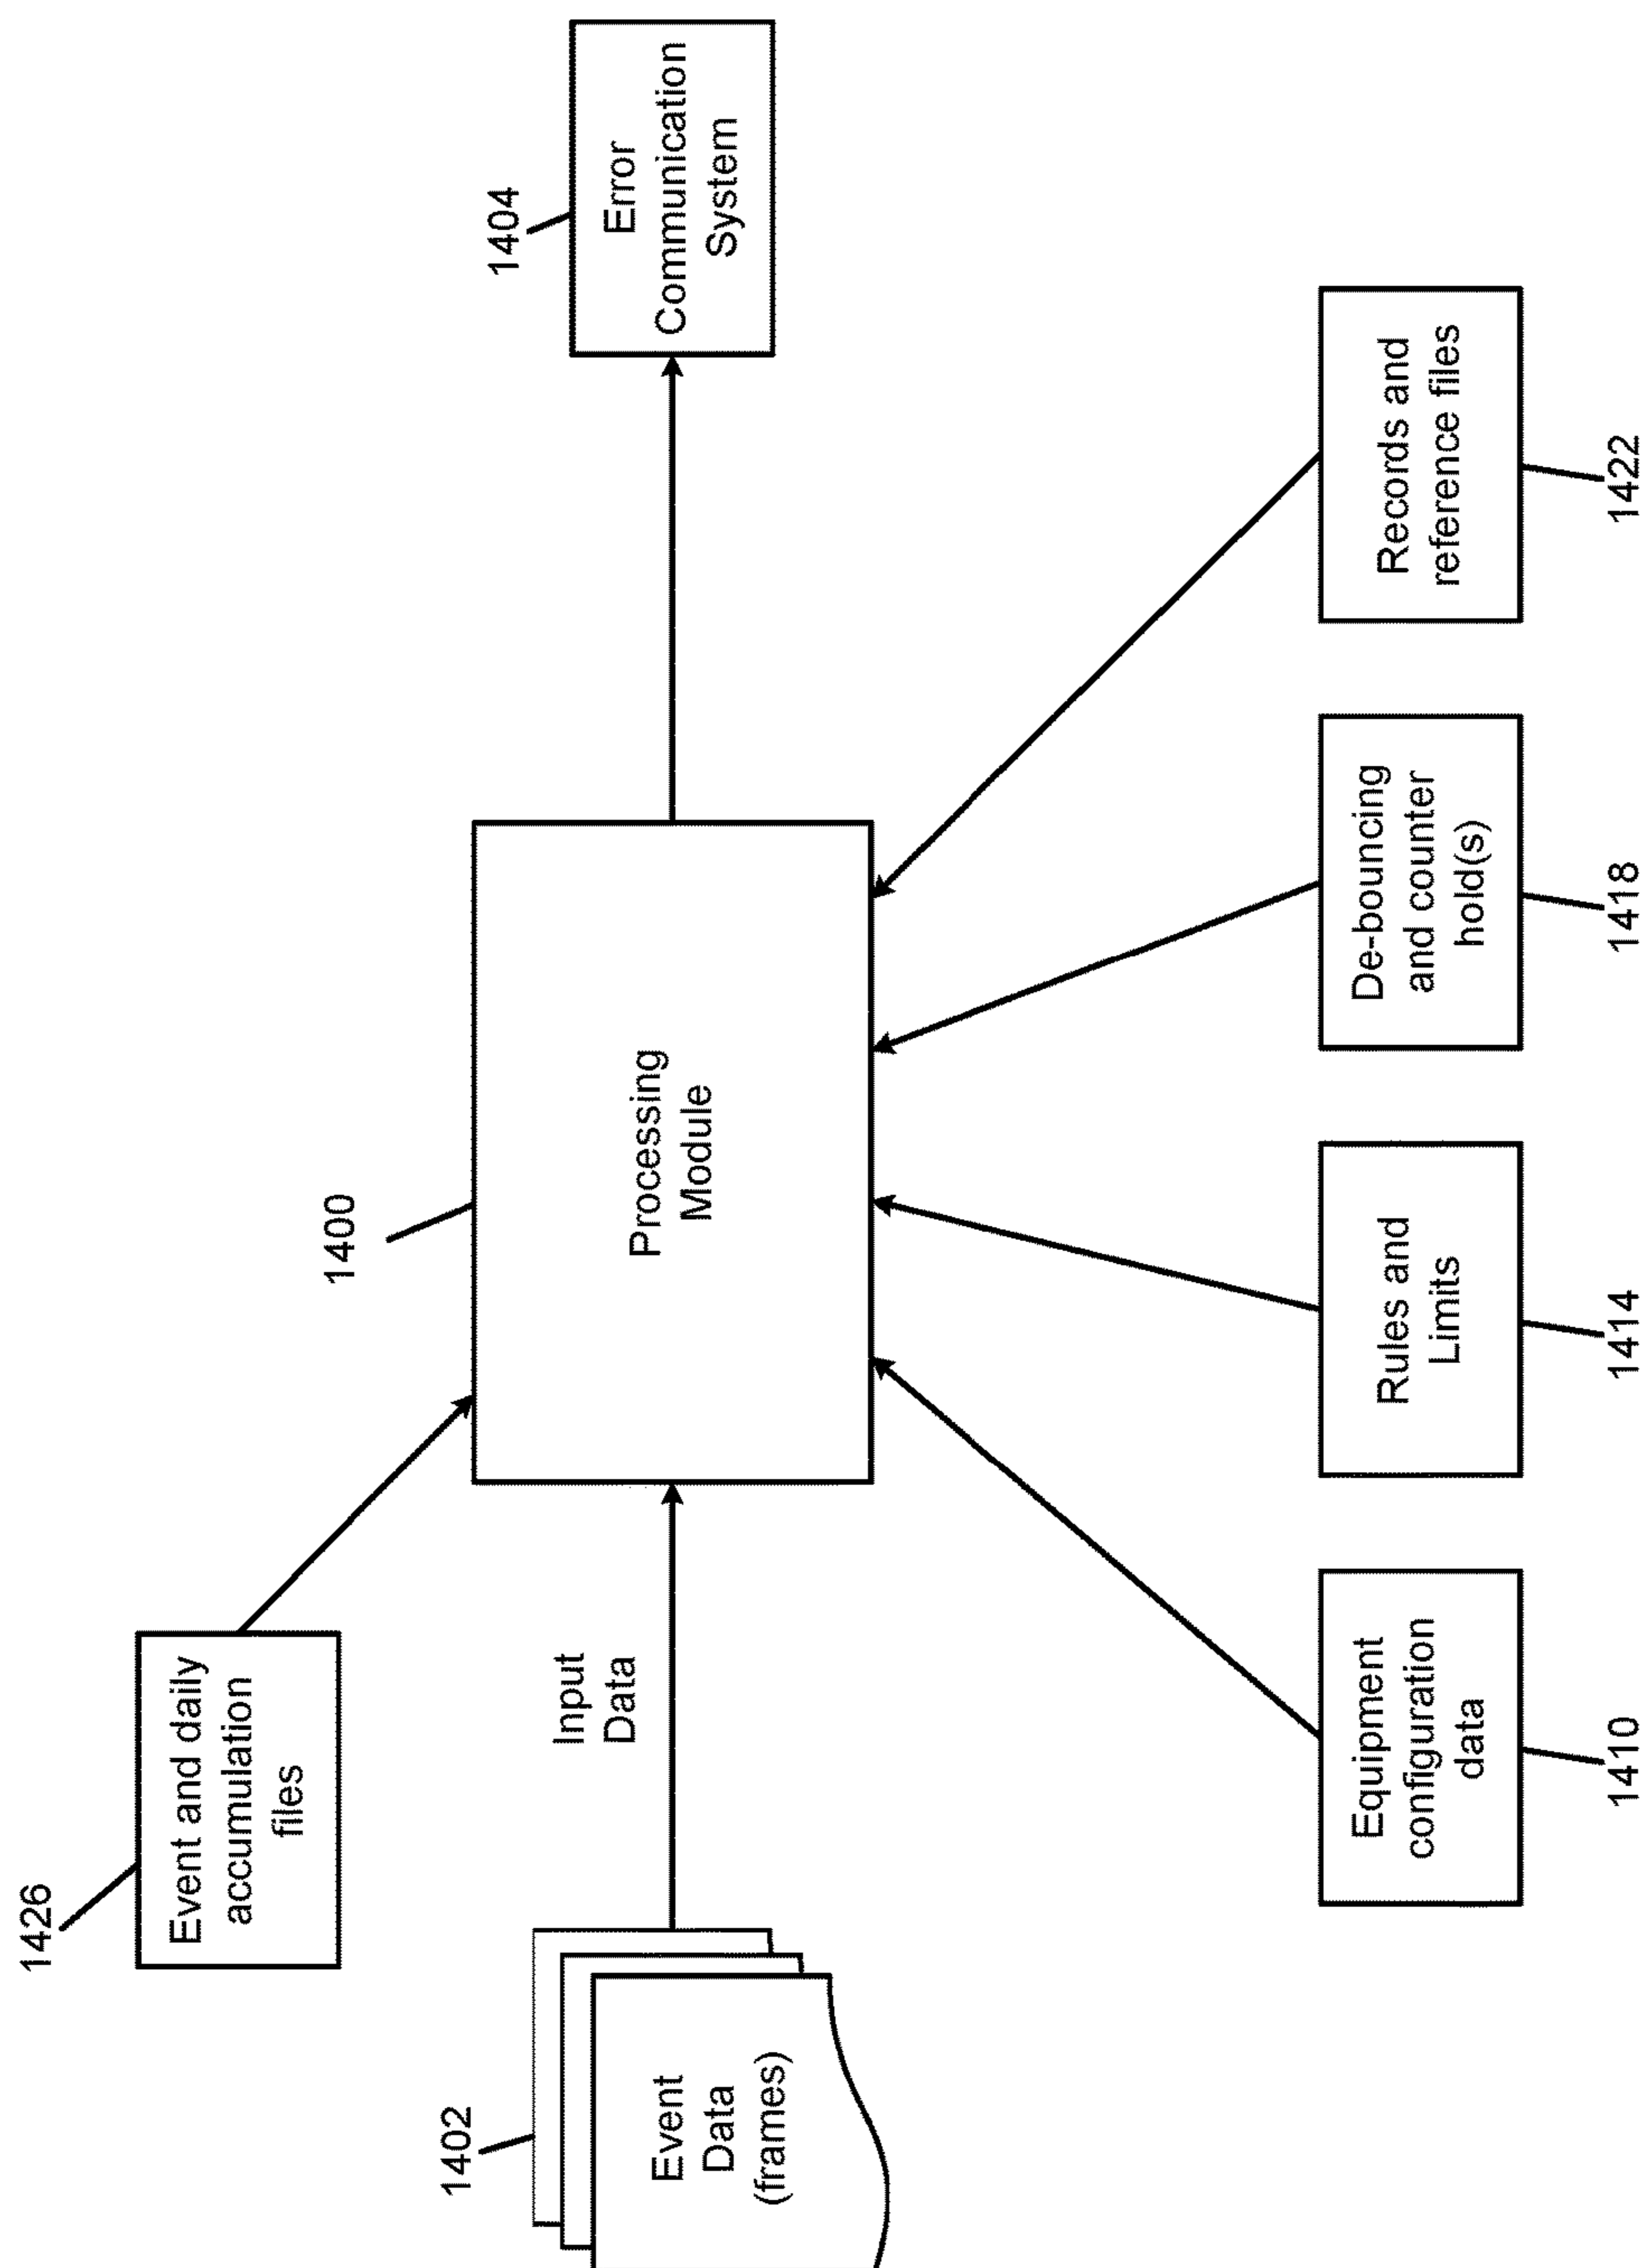 1426
Event and daily
accumulation
files
1402
Event
Data
(frames)
Input
Data
1400
Processing
Module
1404
Error
Communication
System
Equipment
configuration
data
1410
Rules and
Limits
1414
De-bouncing
and counter
hold(s)
1418
Records and
reference files
1422